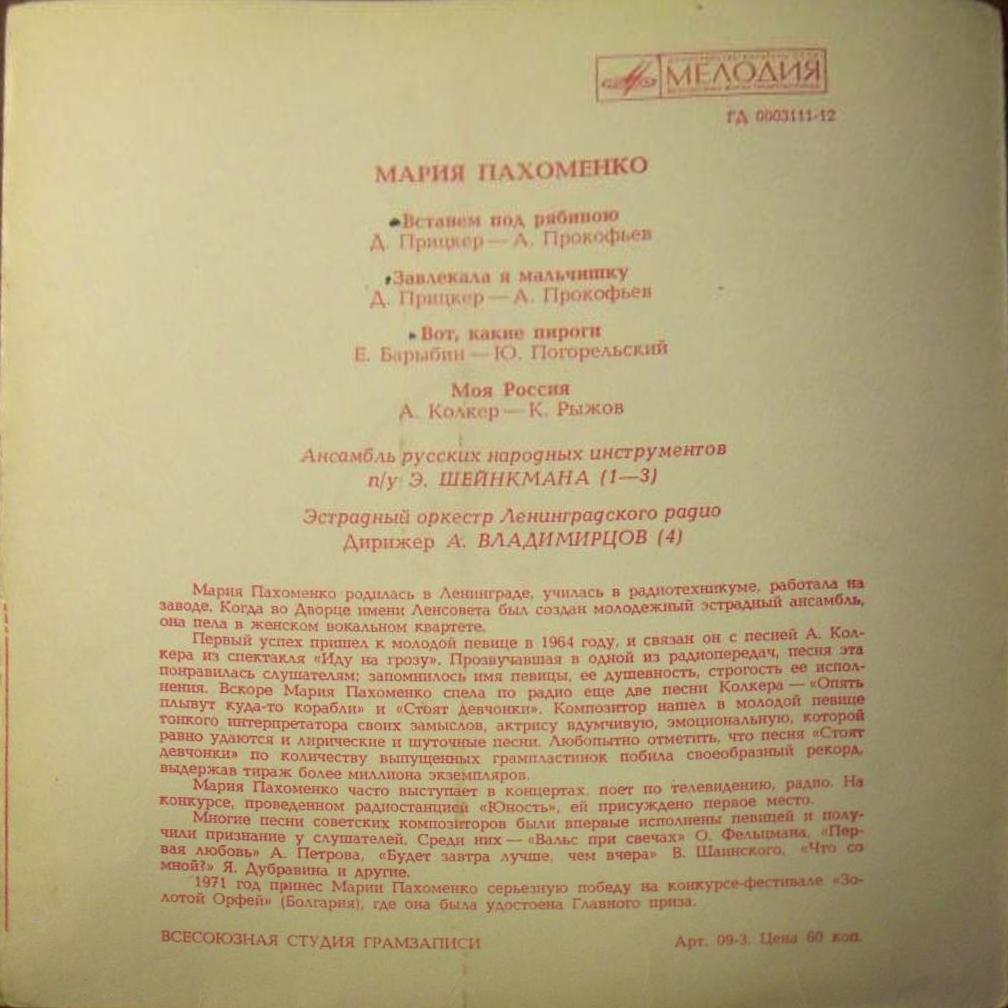 МЕЛОДИЯ
ГД 0003111-12
МАРИЯ ПАХОМЕНКО
Встанем под рябиною
Д. Прицкер — А. Прокофьев
Завлекала я мальчишку
Д. Прицкер — А. Прокофьев
Вот, какие пироги
Е. Барыбин — Ю. Погорельский
Моя Россия
А. Колкер — К. Рыжов
Ансамбль русских народных инструментов
п/у Э. ШЕЙНКМАНА (1—3)
Эстрадный оркестр Ленинградского радио
Дирижер А. ВЛАДИМИРЦОВ (4)
Мария Пахоменко родилась в Ленинграде, училась в радиотехникуме, работала на
заводе. Когда во Дворце имени Ленсовета был создан молодежный эстрадный ансамбль,
она пела в женском вокальном квартете.
Первый успех пришел к молодой певице в 1964 году, и связан он с песней А. Кол-
кера из спектакля «Иду на грозу». Прозвучавшая в одной из радиопередач, песня эта
понравилась слушателям; запомнилось имя певицы, ее душевность, строгость ее испол-
нения. Вскоре Мария Пахоменко спела по радио еще две песни Колкера — «Опять
плывут куда-то корабли» и «Стоят девчонки». Композитор нашел в молодой певице
тонкого интерпретатора своих замыслов, актрису вдумчивую, эмоциональную, которой
равно удаются и лирические и шуточные песни. Любопытно отметить, что песня «Стоят
девчонки» по количеству выпущенных грампластинок побила своеобразный рекорд,
выдержав тираж более миллиона экземпляров.
Мария Пахоменко часто выступает в концертах, поет по телевидению, радио. На
конкурсе, проведенном радиостанцией «Юность», ей присуждено первое место.
Многие песни советских композиторов были впервые исполнены певицей и полу-
чили признание у слушателей. Среди них — «Вальс при свечах» О. Фельцмана, «Пер-
вая любовь» А. Петрова, «Будет завтра лучше, чем вчера» В. Шаинского, «Что со
мной?» Я. Дубравина и другие.
1971 год принес Марии Пахоменко серьезную победу на конкурсе-фестивале «Зо-
лотой Орфей» (Болгария), где она была удостоена Главного приза.
ВСЕСОЮЗНАЯ СТУДИЯ ГРАМЗАПИСИ
Арт. 09-3. Цена 60 коп.